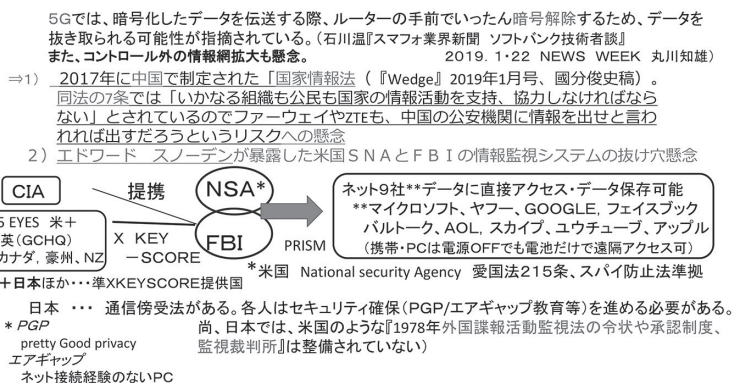 5Gでは、暗号化したデータを伝送する際、ルーターの手前でいったん暗号解除するため、データを
抜き取られる可能性が指摘されている。（石川温『スマフォ業界新聞 ソフトバンク技術者談』
また、コントロール外の情報網拡大も懸念。 2019.1・22 NEWS WEEK 丸川知雄）
⇒1） 2017年に中国で制定された「国家情報法（『Wedge』2019年1月号、國分俊史稿）。
同法の7条では「いかなる組織も公民も国家の情報活動を支持、協力しなければなら
ない」とされているのでファーウェイやZTEも、中国の公安機関に情報を出せと言わ
れれば出すだろうというリスクへの懸念
２）エドワード スノーデンが暴露した米国ＳＮＡとＦＢＩの情報監視システムの抜け穴懸念
CIA
提携
NSA*
FBI
PRISM
ネット9社**データに直接アクセス・データ保存可能
**マイクロソフト、ヤフー、GOOGLE，フェイスブック
パルトーク、AOL，スカイプ、ユウチューブ、アップル
（携帯・PCは電源OFFでも電池だけで遠隔アクセス可）
5 EYES 米＋
英（GCHQ）
カナダ，豪州、NZ
X KEY
－SCORE
*米国 National security Agency 愛国法215条、スパイ防止法準拠
＋日本ほか・・・準XKEYSCORE提供国
日本 ・・・ 通信傍受法がある。各人はセキュリティ確保（PGP/エアギャップ教育等）を進める必要がある。
＊PGP
尚、日本では、米国のような『1978年外国諜報活動監視法の令状や承認制度、
pretty Good privacy
監視裁判所』は整備されていない）
エアギャップ
ネット接続経験のないPC